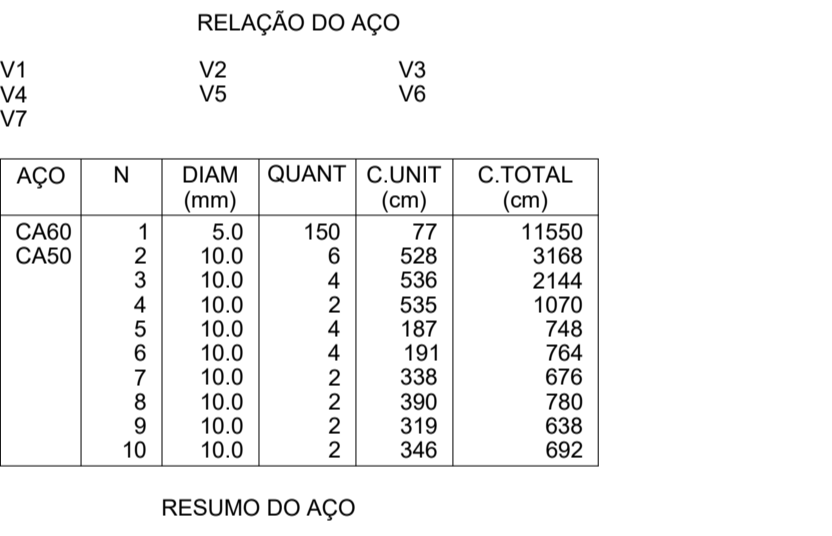 RELAÇÃO DO AÇO
V1 V2 V3
V4 V5 V6
V7
AÇO N DIAM QUANT C.UNIT C.TOTAL
(mm) (cm) (cm)
CA60 1 5.0 150 77 11550
CA50 2 10.0 6 528 3168
3 10.0 4 536 2144
4 10.0 2 535 1070
5 10.0 4 187 748
6 10.0 4 191 764
7 10.0 2 338 676
8 10.0 2 390 780
9 10.0 2 319 638
10 10.0 2 346 692
RESUMO DO AÇO